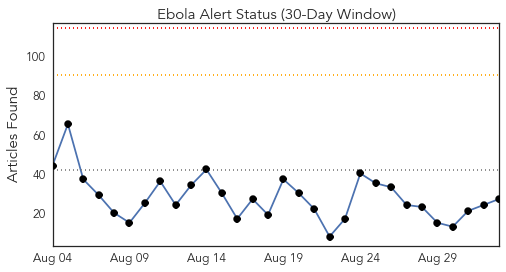 Ebola Alert Status (30-Day Window)
Articles Found
100
80
60
40
20
Aug 04 Aug 09 Aug 14 Aug 19 Aug 24 Aug 29